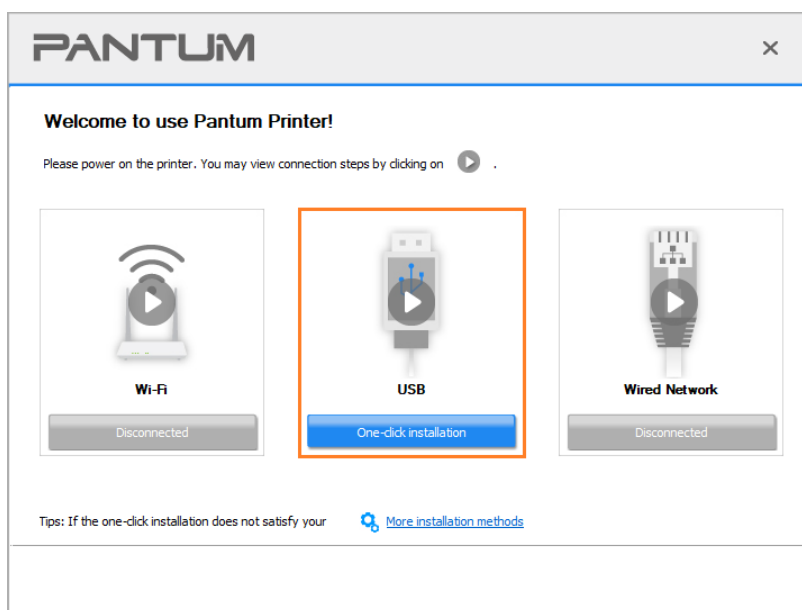 PANTUM
Welcome to use Pantum Printer!
Please power on the printer. You may view connection steps by clicking on .
Wi-Fi
Disconnected
USB
One-click installation
Wired Network
Disconnected
Tips: If the one-click installation does not satisfy your More installation methods